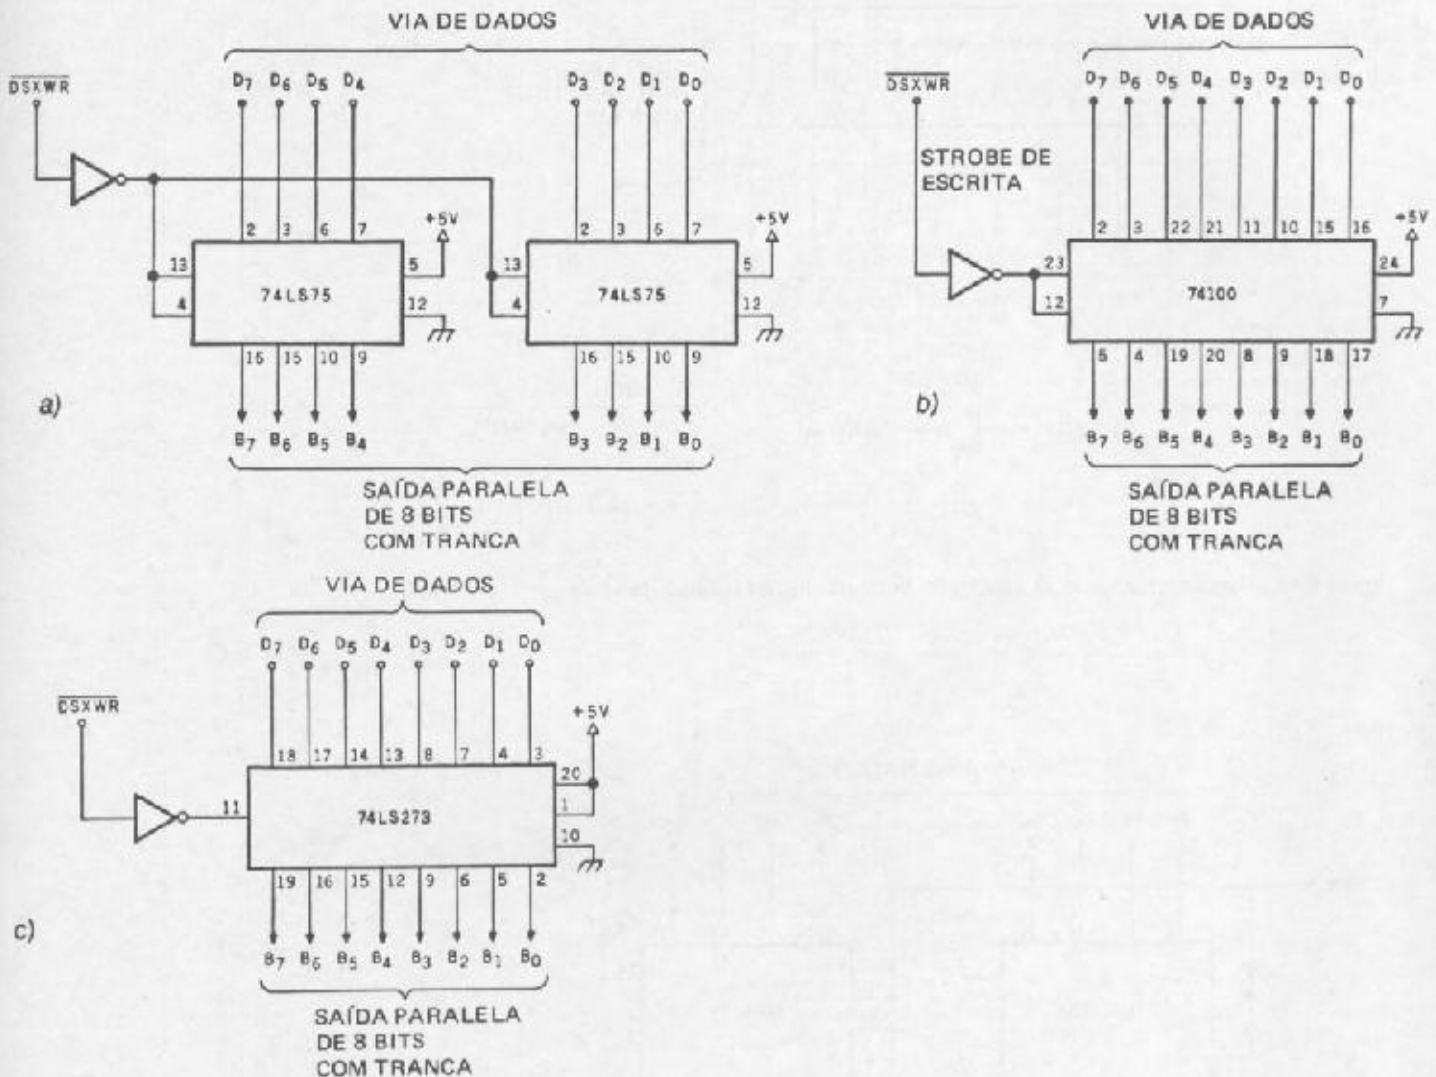 VIA DE DADOS
D7 D6 D5 D4 D3 D2 D1 D0
DSXWR
2 3 6 7 2 3 6 7
+5V +5V
13 5 13 5
4 74LS75 12 4 74LS75 12
16 15 10 9 16 15 10 9
a)
B7 B6 B5 B4 B3 B2 B1 B0
SAÍDA PARALELA
DE 8 BITS
COM TRANCA
VIA DE DADOS
D7 D6 D5 D4 D3 D2 D1 D0
DSXWR
STROBE DE
ESCRITA
2 3 22 21 11 10 15 16
+5V
23 24
12 74100 7
5 4 19 20 8 9 18 17
b)
B7 B6 B5 B4 B3 B2 B1 B0
SAÍDA PARALELA
DE 8 BITS
COM TRANCA
VIA DE DADOS
D7 D6 D5 D4 D3 D2 D1 D0
DSXWR
+5V
18 17 14 13 8 7 4 3
20
11 74LS273 1
10
19 16 15 12 9 6 5 2
c)
B7 B6 B5 B4 B3 B2 B1 B0
SAÍDA PARALELA
DE 8 BITS
COM TRANCA